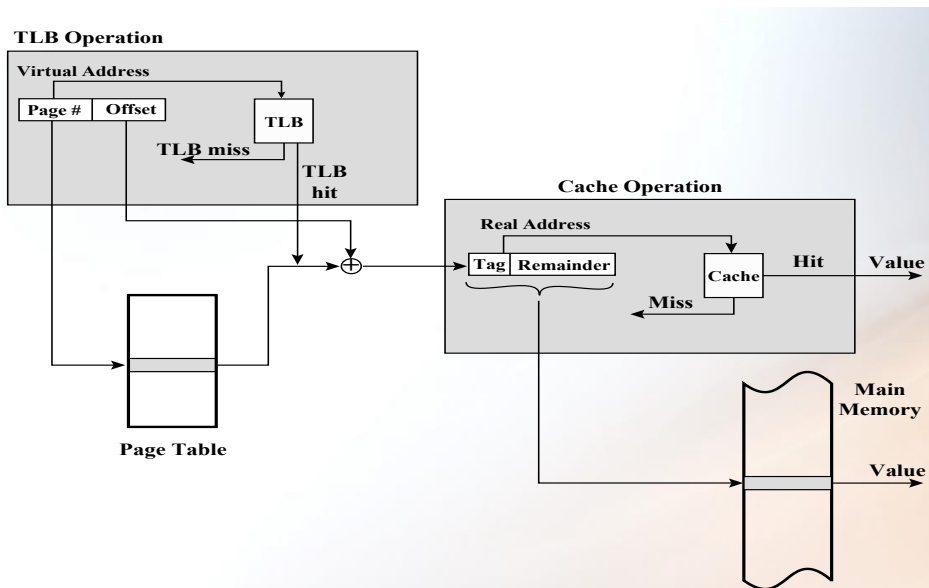 TLB Operation
Virtual Address
Page # Offset
TLB
TLB miss
TLB
hit
Cache Operation
Real Address
Tag Remainder
Cache
Hit
Value
Miss
Page Table
Main
Memory
Value